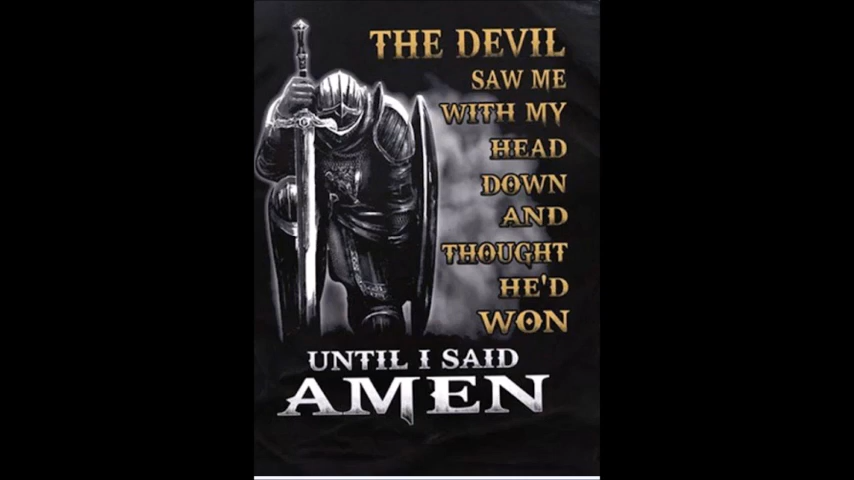 THE DEVIL
SAW ME
WITH MY
HEAD
DOWN
AND
THOUGHT
HE'D
WON
UNTIL I SAID
AMEN